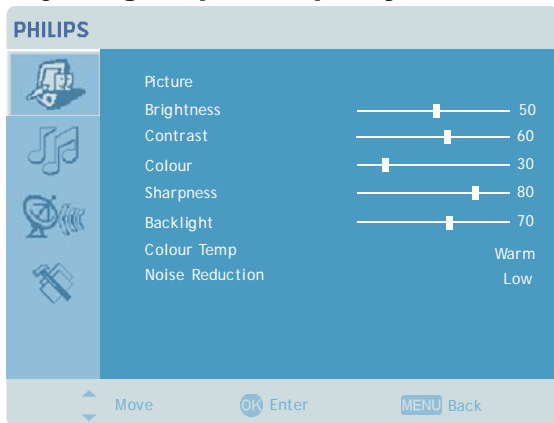 PHILIPS
Picture
Brightness 50
Contrast 60
Colour 30
Sharpness 80
Backlight 70
Colour Temp Warm
Noise Reduction Low
Move OK Enter MENU Back